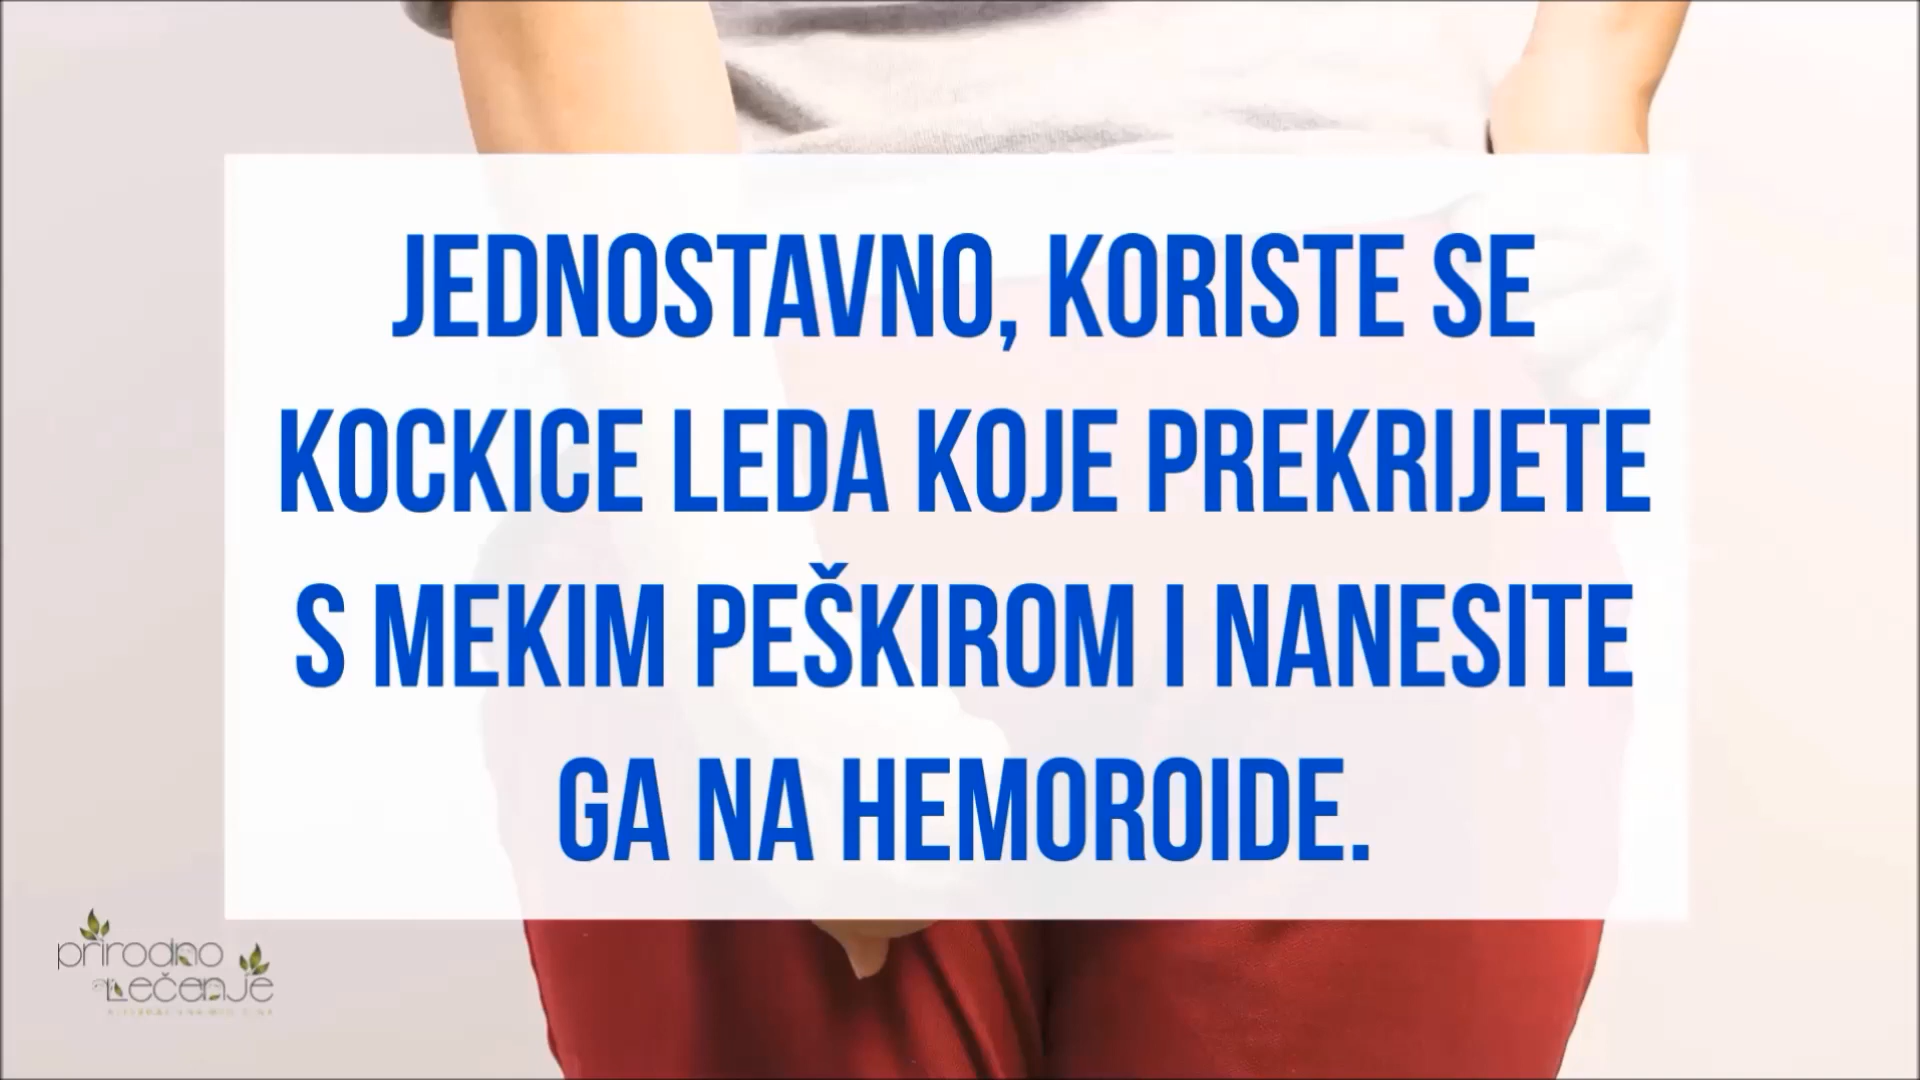 JEDNOSTAVNO, KORISTE SE
KOCKICE LEDA KOJE PREKRIJETE
S MEKIM PEŠKIROM I NANESITE
GA NA HEMOROIDE.
prirodno
Lečenje